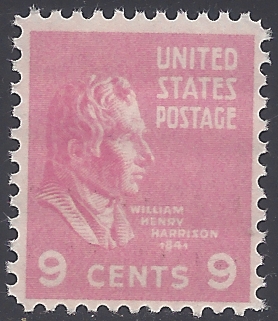 UNITED
STATES
POSTAGE
WILLIAM
HENRY
HARRISON
1841
9 CENTS 9